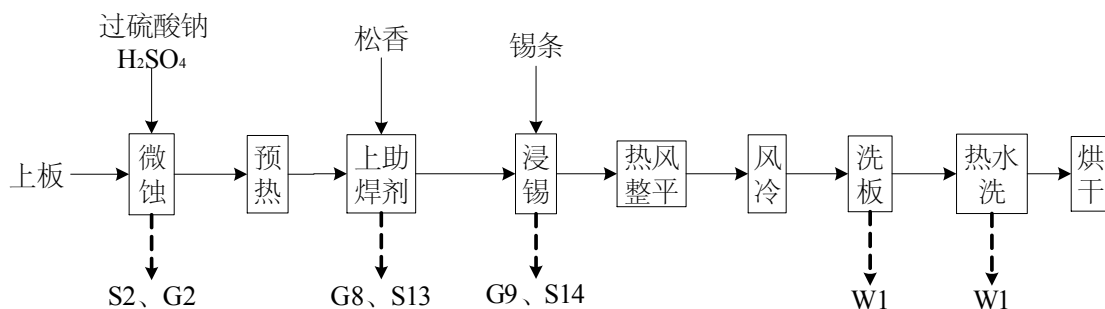 过硫酸钠
H₂SO₄
松香
锡条
上板
微蚀
预热
上助焊剂
浸锡
热风整平
风冷
洗板
热水洗
烘干
S2、G2
G8、S13
G9、S14
W1
W1